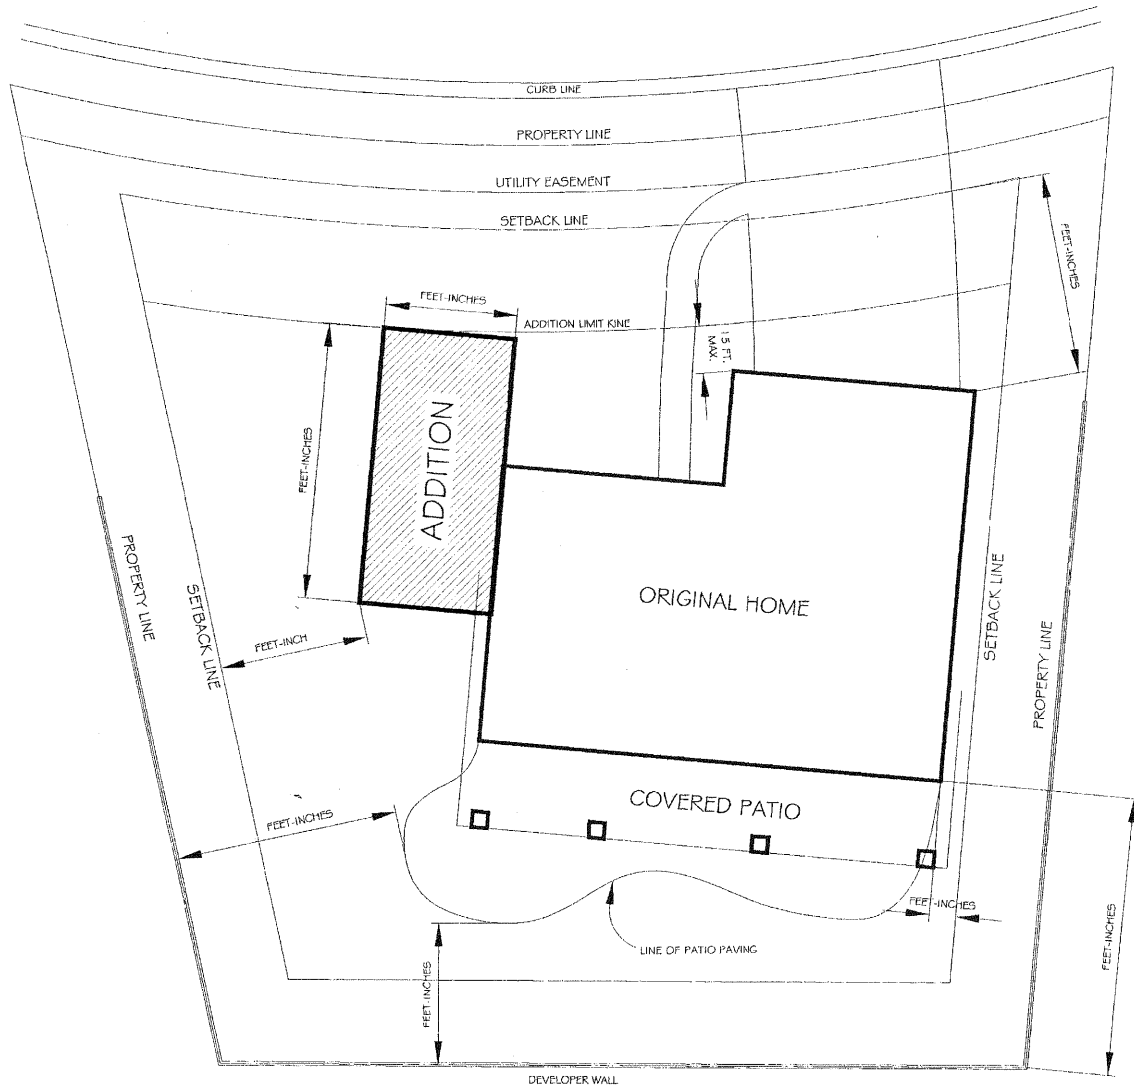 CURB LINE
PROPERTY LINE
UTILITY EASEMENT
SETBACK LINE
FEET-INCHES
FEET-INCHES
ADDITION LIMIT KINE
15 FT.
MAX.
FEET-INCHES
ADDITION
PROPERTY LINE
SETBACK LINE
ORIGINAL HOME
SETBACK LINE
PROPERTY LINE
FEET-INCH
COVERED PATIO
FEET-INCHES
FEET-INCHES
FEET-INCHES
LINE OF PATIO PAVING
FEET-INCHES
DEVELOPER WALL